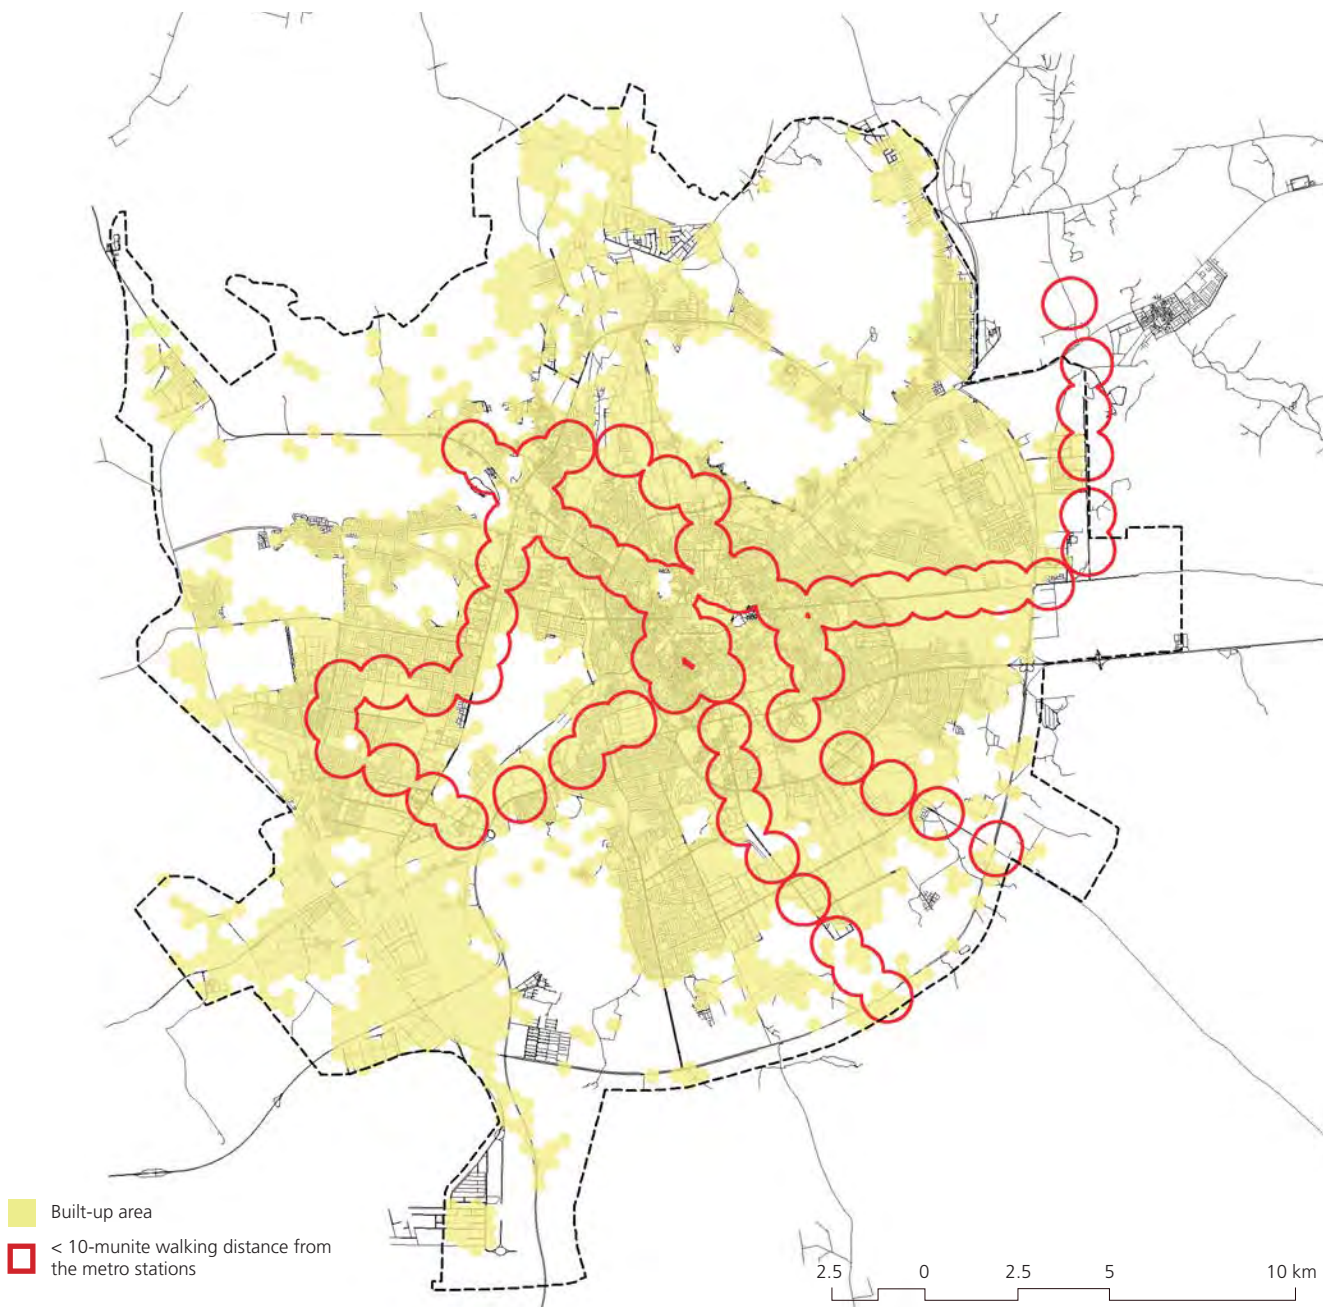 Built-up area
< 10-munite walking distance from
the metro stations
2.5 0 2.5 5 10 km